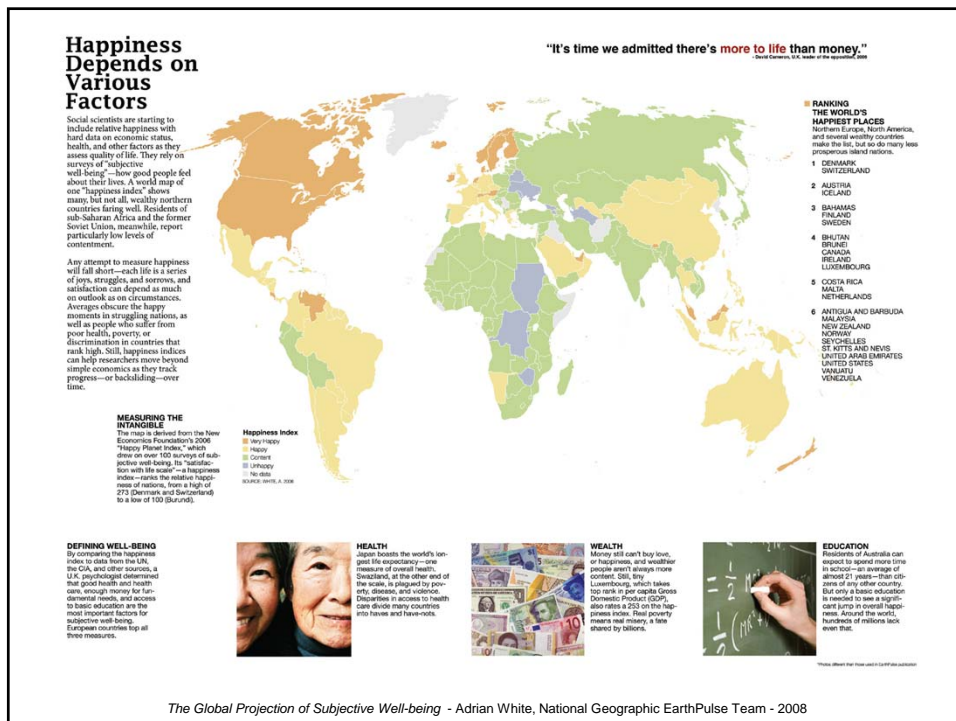 Happiness
Depends on
Various
Factors
Social scientists are starting to
include relative happiness with
hard data on economic status,
health, and other factors as they
assess quality of life. They rely on
surveys of "subjective
well-being"—how good people feel
about their lives. A world map of
one "happiness index" shows
many, but not all, wealthy northern
countries faring well. Residents of
sub-Saharan Africa and the former
Soviet Union, meanwhile, report
particularly low levels of
contentment.
Any attempt to measure happiness
will fall short—each life is a series
of joys, struggles, and sorrows, and
satisfaction can depend as much
on outlook as on circumstances.
Averages obscure the happy
moments in struggling nations, as
well as people who suffer from
poor health, poverty, or
discrimination in countries that
rank high. Still, happiness indices
can help researchers move beyond
simple economics as they track
progress—or backsliding—over
time.
"It's time we admitted there's more to life than money."
- David Cameron, U.K. leader of the opposition, 2006
RANKING
THE WORLD'S
HAPPIEST PLACES
Northern Europe, North America,
and several wealthy countries
make the list, but so do many less
prosperous island nations.
1 DENMARK
SWITZERLAND
2 AUSTRIA
ICELAND
3 BAHAMAS
FINLAND
SWEDEN
4 BHUTAN
BRUNEI
CANADA
IRELAND
LUXEMBOURG
5 COSTA RICA
MALTA
NETHERLANDS
6 ANTIGUA AND BARBUDA
MALAYSIA
NEW ZEALAND
NORWAY
SEYCHELLES
ST. KITTS AND NEVIS
UNITED ARAB EMIRATES
UNITED STATES
VANUATU
VENEZUELA
MEASURING THE
INTANGIBLE
The map is derived from the New
Economics Foundation's 2006
"Happy Planet Index," which
drew on over 100 surveys of sub-
jective well-being. Its "satisfac-
tion with life scale"—a happiness
index—ranks the relative happi-
ness of nations, from a high of
273 (Denmark and Switzerland)
to a low of 100 (Burundi).
Happiness Index
Very Happy
Happy
Content
Unhappy
No data
SOURCE: WHITE, A. 2006
DEFINING WELL-BEING
By comparing the happiness
index to data from the UN,
the CIA, and other sources, a
U.K. psychologist determined
that good health and health
care, enough money for fun-
damental needs, and access
to basic education are the
most important factors for
subjective well-being.
European countries top all
three measures.
HEALTH
Japan boasts the world's lon-
gest life expectancy—one
measure of overall health.
Swaziland, at the other end of
the scale, is plagued by pov-
erty, disease, and violence.
Disparities in access to health
care divide many countries
into haves and have-nots.
WEALTH
Money still can't buy love,
or happiness, and wealthier
people aren't always more
content. Still, tiny
Luxembourg, which takes
top rank in per capita Gross
Domestic Product (GDP),
also rates a 253 on the hap-
piness index. Real poverty
means real misery, a fate
shared by billions.
EDUCATION
Residents of Australia can
expect to spend more time
in school—an average of
almost 21 years—than citi-
zens of any other country.
But only a basic education
is needed to see a signifi-
cant jump in overall happi-
ness. Around the world,
hundreds of millions lack
even that.
*Photos different than those used in EarthPulse publication
The Global Projection of Subjective Well-being - Adrian White, National Geographic EarthPulse Team - 2008